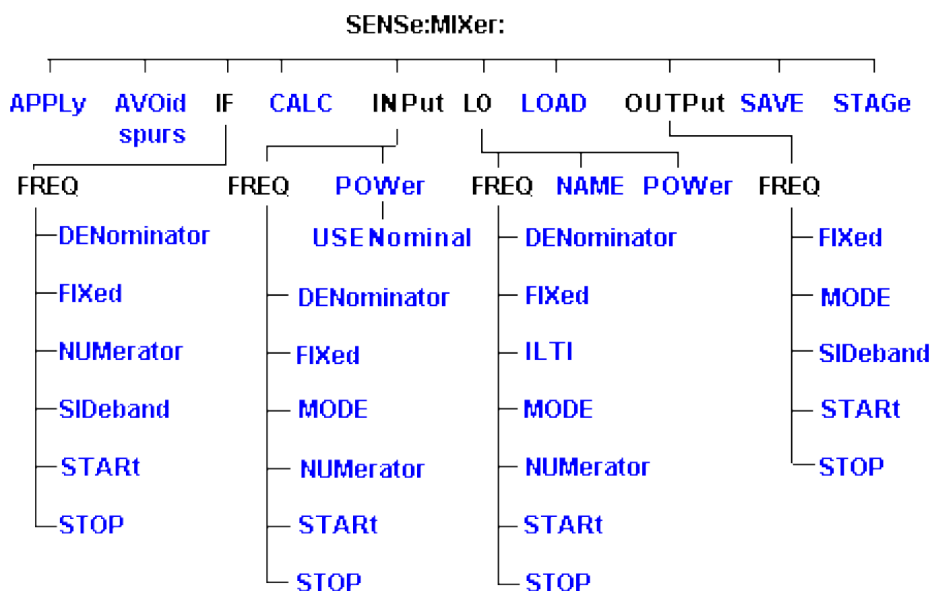 SENSe:MIXer:
APPLy AVOid spurs IF CALC INPut LO LOAD OUTPut SAVE STAGe
FREQ FREQ POWer FREQ NAME POWer FREQ
DENominator USENominal DENominator FIXed
FIXed DENominator FIXed MODE
NUMerator FIXed ILTI SIDeband
SIDeband MODE MODE STARt
STARt NUMerator NUMerator STOP
STOP STARt STARt
STOP STOP